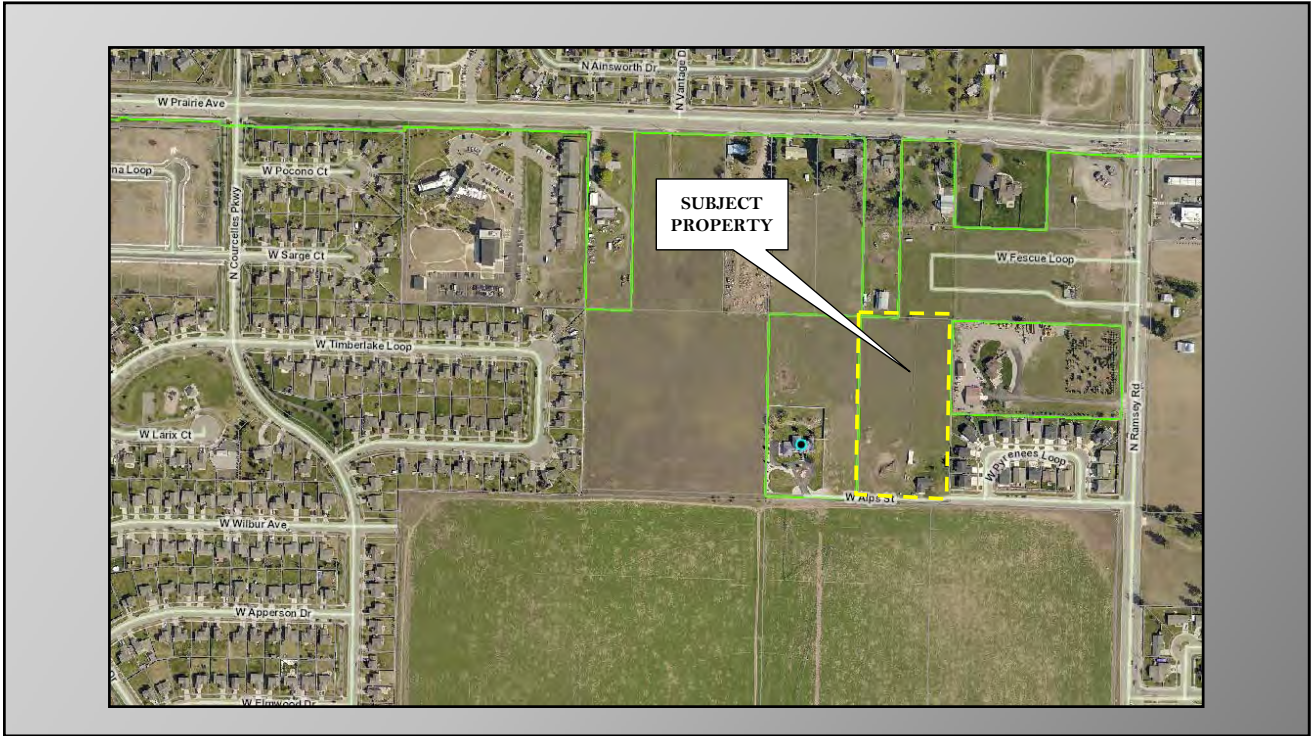 N Ainsworth Dr
N Vantage D
W Prairie Ave
W Pocono Ct
na Loop
N Courcelles Pkwy
SUBJECT
PROPERTY
W Sarge Ct
W Fescue Loop
W Timberlake Loop
N Ramsey Rd
W Larix Ct
W Pyrenees Loop
W Alps St
W Wilbur Ave
W Apperson Dr
W Elmwood Dr